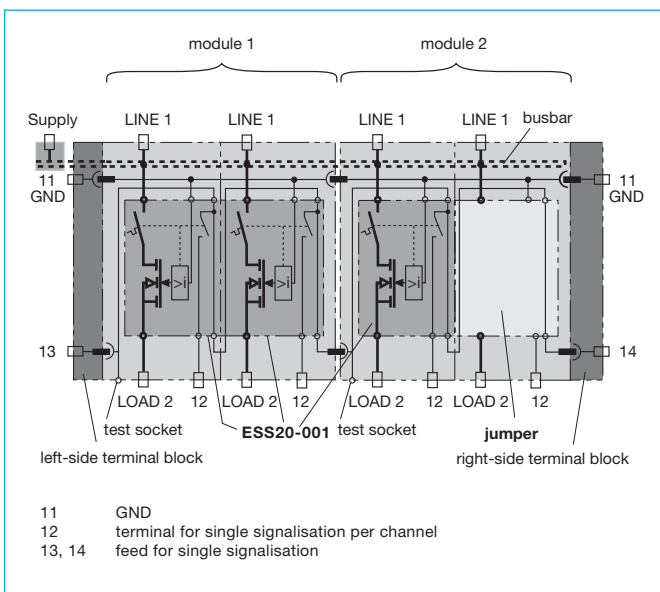 module 1 module 2
Supply LINE 1 LINE 1 LINE 1 LINE 1 busbar
11 11
GND GND
>i >i >i
13 14
LOAD 2 12 LOAD 2 12 LOAD 2 12 LOAD 2 12
test socket ESS20-001 test socket jumper
left-side terminal block right-side terminal block
11 GND
12 terminal for single signalisation per channel
13, 14 feed for single signalisation